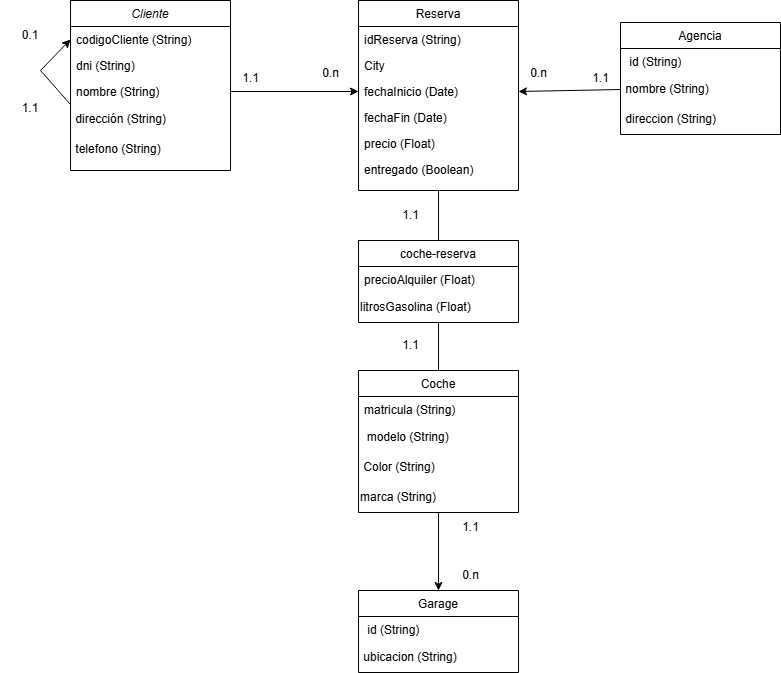 Cliente
codigoCliente (String)
dni (String)
nombre (String)
dirección (String)
telefono (String)
0.1
1.1
1.1
0.n
Reserva
idReserva (String)
City
fechaInicio (Date)
fechaFin (Date)
precio (Float)
entregado (Boolean)
0.n
1.1
Agencia
id (String)
nombre (String)
direccion (String)
1.1
coche-reserva
precioAlquiler (Float)
litrosGasolina (Float)
1.1
Coche
matricula (String)
modelo (String)
Color (String)
marca (String)
1.1
0.n
Garage
id (String)
ubicacion (String)